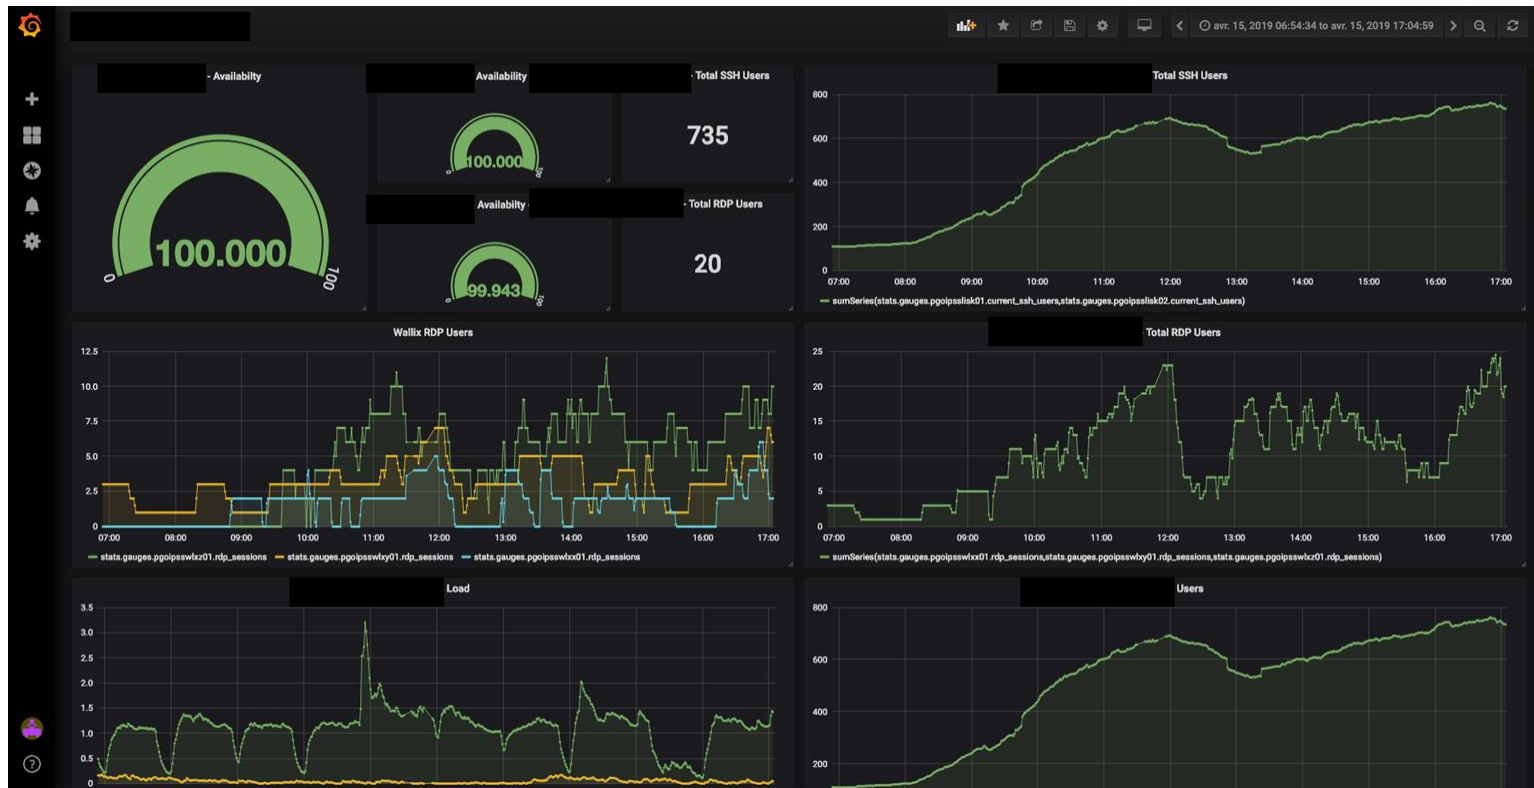 avr. 15, 2019 06:54:34 to avr. 15, 2019 17:04:59
- Availabilty
100.000
0
100
Availability
100.000
0
100
- Total SSH Users
735
Availabilty -
99.943
0
100
- Total RDP Users
20
Total SSH Users
800
600
400
200
0
07:00 08:00 09:00 10:00 11:00 12:00 13:00 14:00 15:00 16:00 17:00
sumSeries(stats.gauges.pgoipsslisk01.current_ssh_users,stats.gauges.pgoipsslisk02.current_ssh_users)
Wallix RDP Users
12.5
10.0
7.5
5.0
2.5
0
07:00 08:00 09:00 10:00 11:00 12:00 13:00 14:00 15:00 16:00 17:00
stats.gauges.pgoipsswlxz01.rdp_sessions stats.gauges.pgoipsswlxy01.rdp_sessions stats.gauges.pgoipsswlxx01.rdp_sessions
- Total RDP Users
25
20
15
10
5
0
07:00 08:00 09:00 10:00 11:00 12:00 13:00 14:00 15:00 16:00 17:00
sumSeries(stats.gauges.pgoipsswlxx01.rdp_sessions,stats.gauges.pgoipsswlxy01.rdp_sessions,stats.gauges.pgoipsswlxz01.rdp_sessions)
Load
3.5
3.0
2.5
2.0
1.5
1.0
0.5
0
Users
800
600
400
200